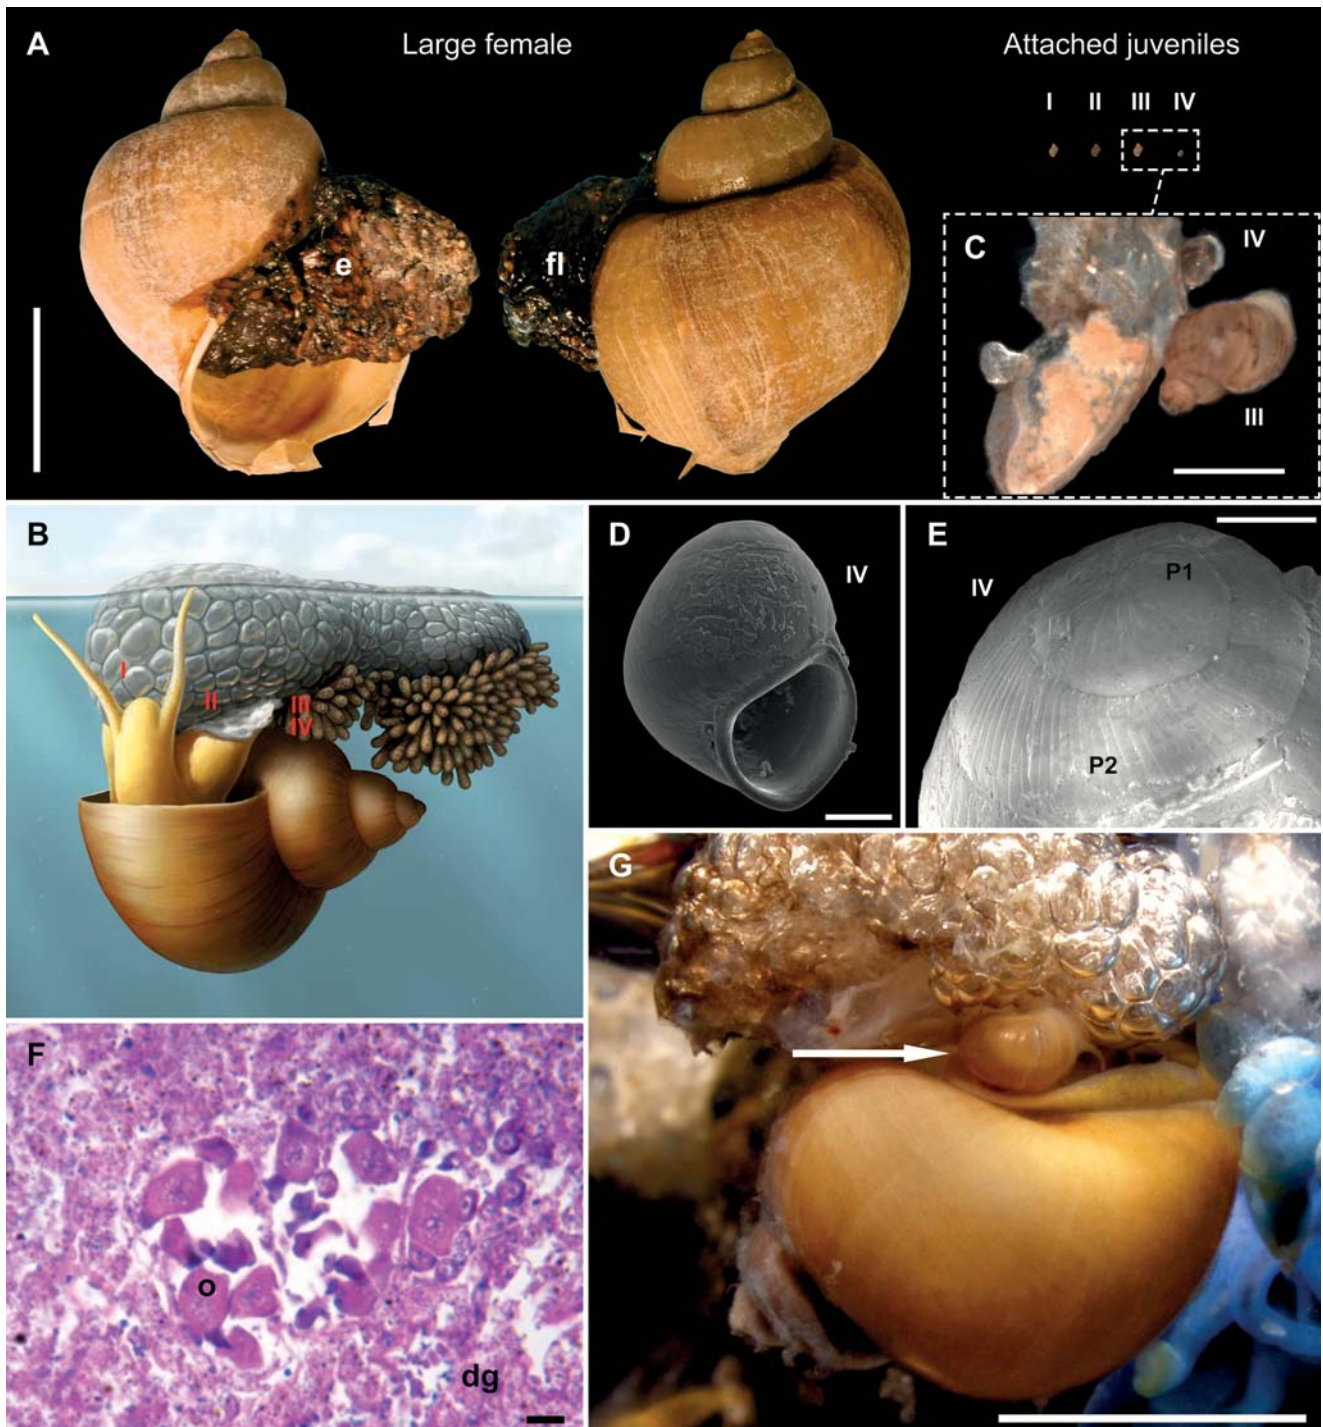 A Large female Attached juveniles
I II III IV
e fl
C IV
III
B
I
II III
IV
D IV
E P1
IV
P2
F
o
dg
G